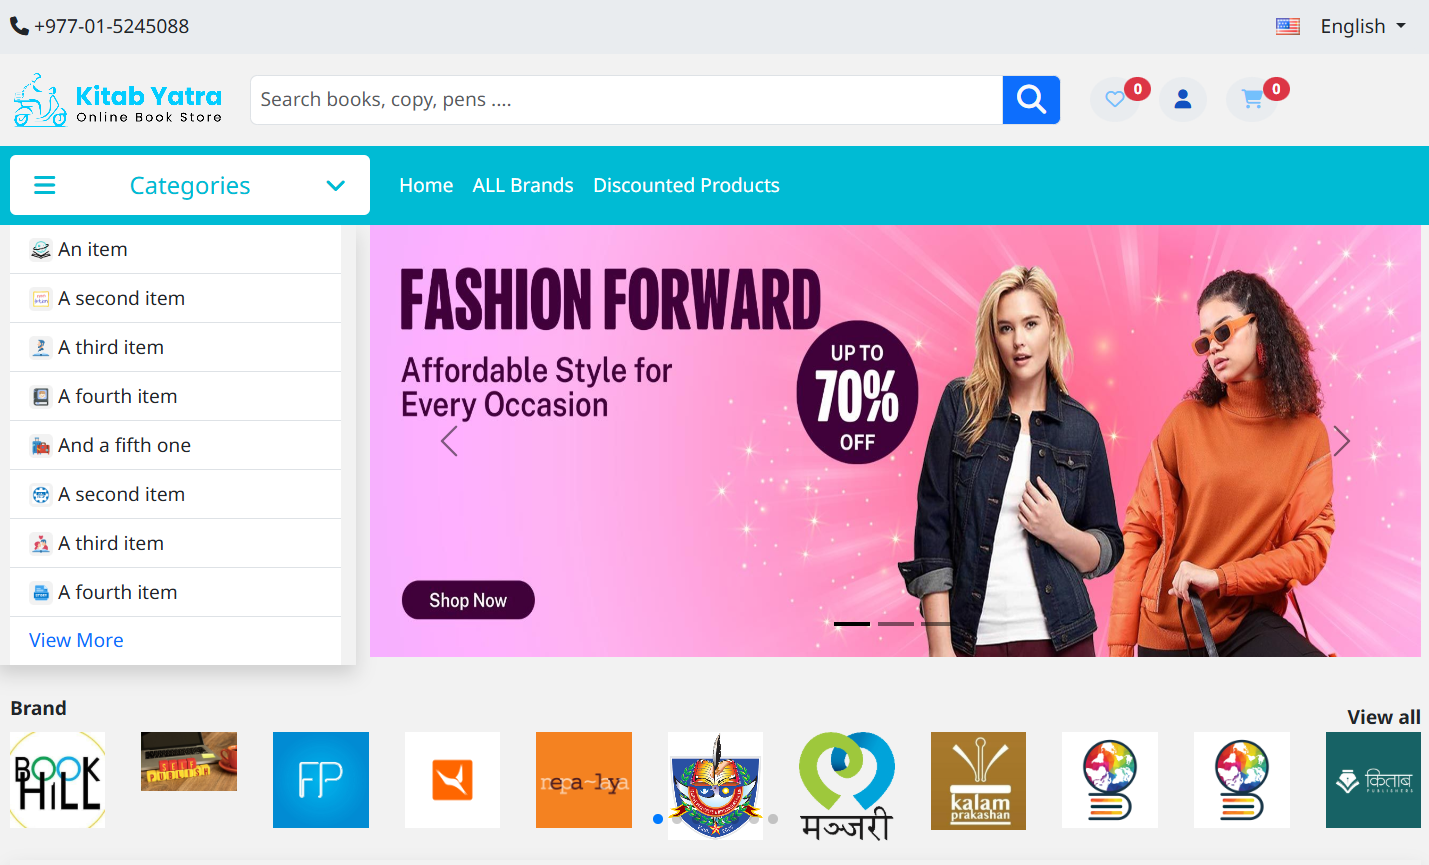 +977-01-5245088
English
Kitab Yatra
Online Book Store
Search books, copy, pens ....
0
0
Categories
Home
ALL Brands
Discounted Products
An item
A second item
A third item
A fourth item
And a fifth one
A second item
A third item
A fourth item
View More
FASHION FORWARD
Affordable Style for
Every Occasion
UP TO
70%
OFF
Shop Now
Brand
View all
BOOK
HILL
SELF
PUBLISH
FP
nepa~laya
मञ्जरी
kalam
prakashan
किताब
PUBLISHERS